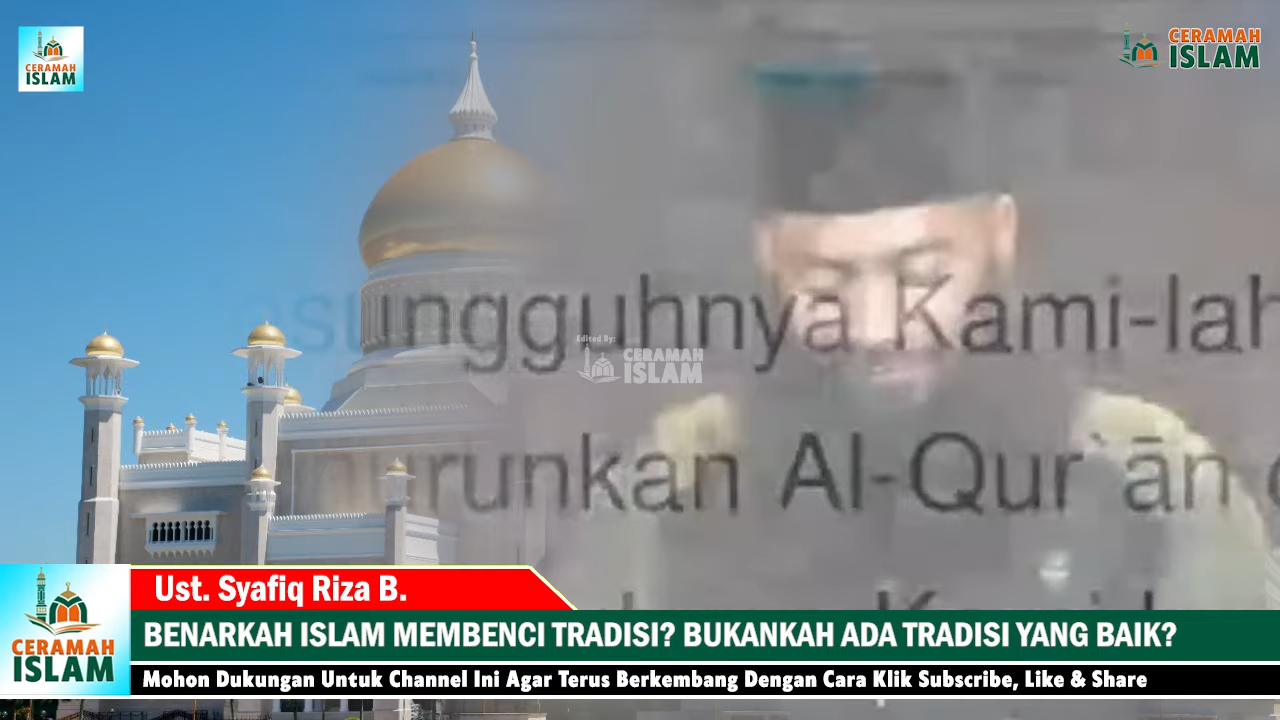 CERAMAH
ISLAM
CERAMAH
ISLAM
sungguhnya Kami-lah
Edited By:
CERAMAH
ISLAM
nurunkan Al-Qur`ān
Ust. Syafiq Riza B.
CERAMAH
ISLAM
BENARKAH ISLAM MEMBENCI TRADISI? BUKANKAH ADA TRADISI YANG BAIK?
Mohon Dukungan Untuk Channel Ini Agar Terus Berkembang Dengan Cara Klik Subscribe, Like & Share